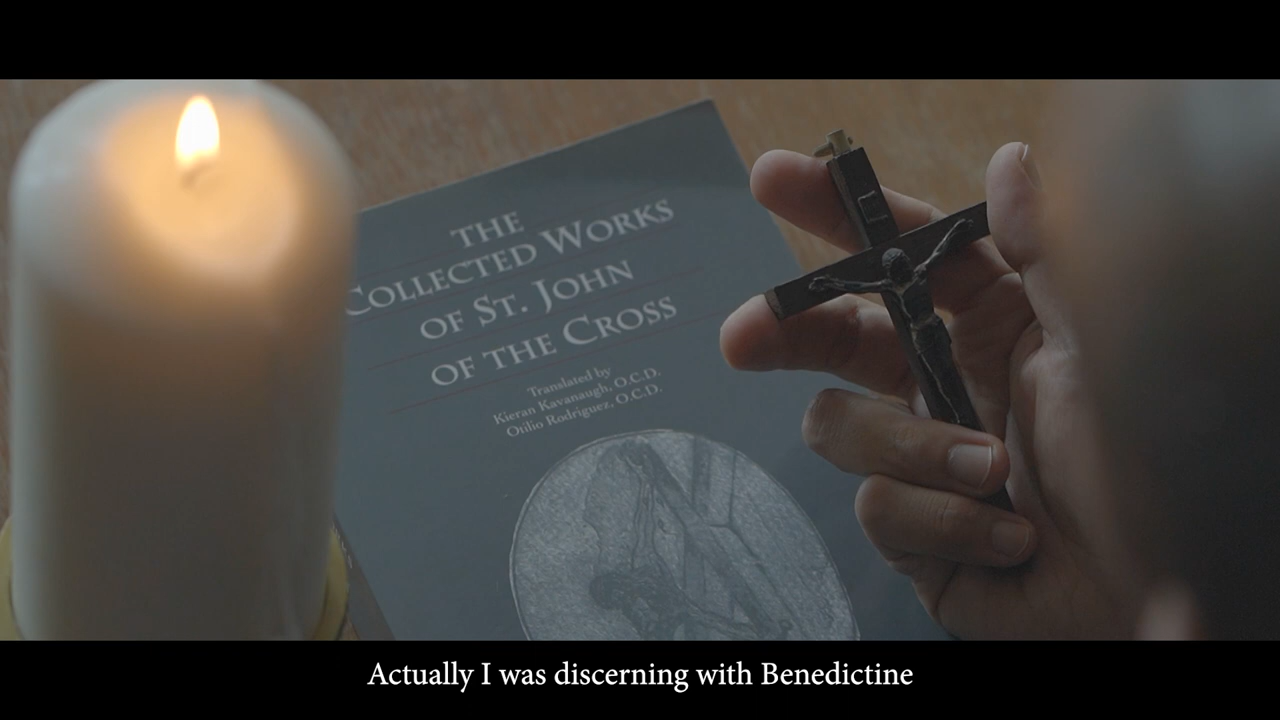 THE
COLLECTED WORKS
OF ST. JOHN
OF THE CROSS
Translated by
Kieran Kavanaugh, O.C.D.
Otilio Rodriguez, O.C.D.
Actually I was discerning with Benedictine